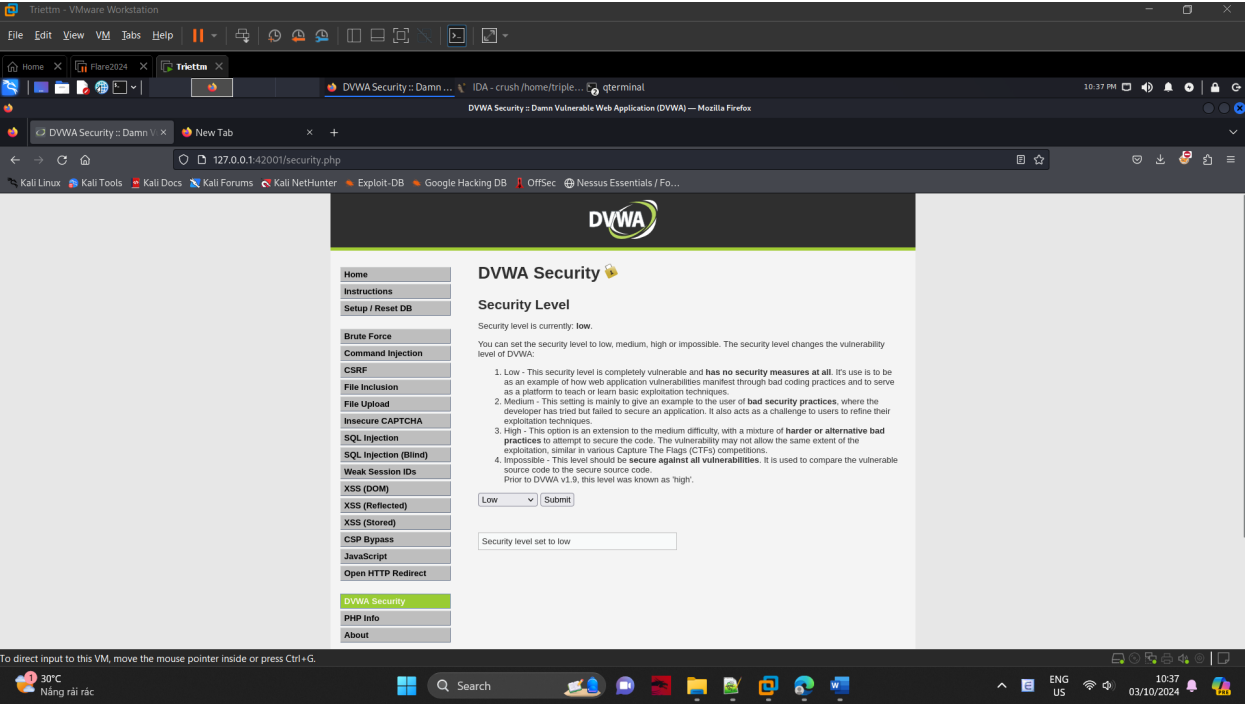 Triettm - VMware Workstation
File Edit View VM Tabs Help
Home Flare2024 Triettm
DVWA Security :: Damn ... IDA - crush /home/triple... qterminal 10:37 PM
DVWA Security :: Damn Vulnerable Web Application (DVWA) — Mozilla Firefox
DVWA Security :: Damn V New Tab
127.0.0.1:42001/security.php
Kali Linux Kali Tools Kali Docs Kali Forums Kali NetHunter Exploit-DB Google Hacking DB OffSec Nessus Essentials / Fo...
DVWA
Home
Instructions
Setup / Reset DB
Brute Force
Command Injection
CSRF
File Inclusion
File Upload
Insecure CAPTCHA
SQL Injection
SQL Injection (Blind)
Weak Session IDs
XSS (DOM)
XSS (Reflected)
XSS (Stored)
CSP Bypass
JavaScript
Open HTTP Redirect
DVWA Security
PHP Info
About
DVWA Security
Security Level
Security level is currently: low.
You can set the security level to low, medium, high or impossible. The security level changes the vulnerability
level of DVWA:
1. Low - This security level is completely vulnerable and has no security measures at all. It's use is to be
as an example of how web application vulnerabilities manifest through bad coding practices and to serve
as a platform to teach or learn basic exploitation techniques.
2. Medium - This setting is mainly to give an example to the user of bad security practices, where the
developer has tried but failed to secure an application. It also acts as a challenge to users to refine their
exploitation techniques.
3. High - This option is an extension to the medium difficulty, with a mixture of harder or alternative bad
practices to attempt to secure the code. The vulnerability may not allow the same extent of the
exploitation, similar in various Capture The Flags (CTFs) competitions.
4. Impossible - This level should be secure against all vulnerabilities. It is used to compare the vulnerable
source code to the secure source code.
Prior to DVWA v1.9, this level was known as 'high'.
Low Submit
Security level set to low
To direct input to this VM, move the mouse pointer inside or press Ctrl+G.
1 30°C
Nắng rải rác
Search
ENG
US
10:37
03/10/2024
PRE